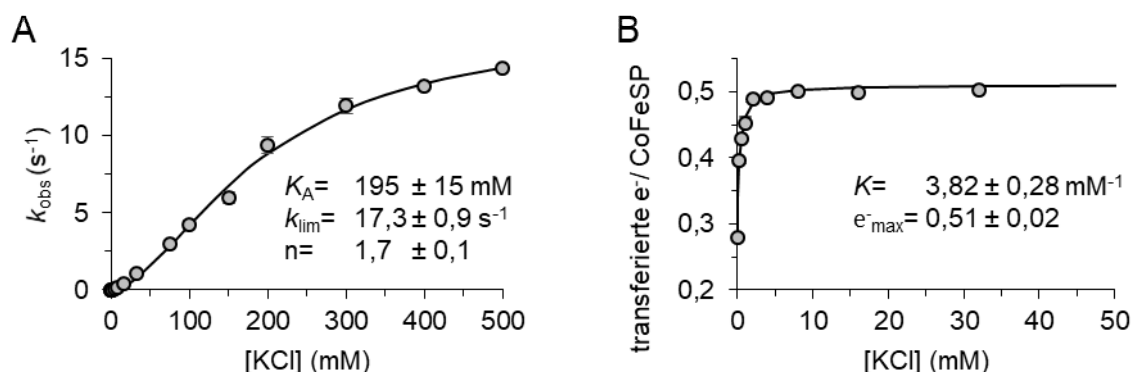 A
15
10
5
0
k_obs (s⁻¹)
K_A= 195 ± 15 mM
k_lim= 17,3 ± 0,9 s⁻¹
n= 1,7 ± 0,1
0 100 200 300 400 500
[KCl] (mM)
B
0,5
0,4
0,3
0,2
transferierte e⁻/ CoFeSP
K= 3,82 ± 0,28 mM⁻¹
e⁻_max= 0,51 ± 0,02
0 10 20 30 40 50
[KCl] (mM)